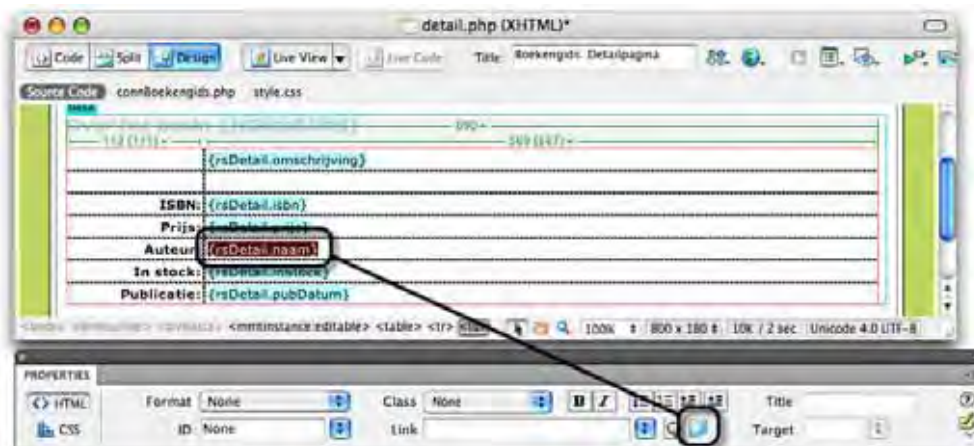 detail.php (XHTML)*
Code Split Design Live View Live Code Title Boekengids. Detailpagina
Source Code connBoekengids.php style.css
{rsDetail.omschrijving}
ISBN: {rsDetail.isbn}
Prijs: {rsDetail.prijs}
Auteur {rsDetail.naam}
In stock: {rsDetail.instock}
Publicatie: {rsDetail.pubDatum}
<mmtinstance:editable> <table> <tr> 100% 800 x 180 10K / 2 sec Unicode 4.0 UTF-8
PROPERTIES
<> HTML Format None Class None B I Title
CSS ID None Link Target